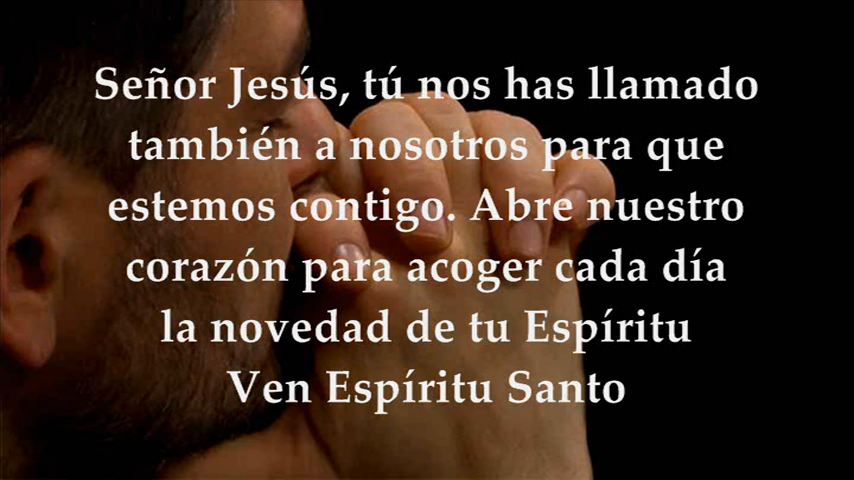 Señor Jesús, tú nos has llamado
también a nosotros para que
estemos contigo. Abre nuestro
corazón para acoger cada día
la novedad de tu Espíritu
Ven Espíritu Santo